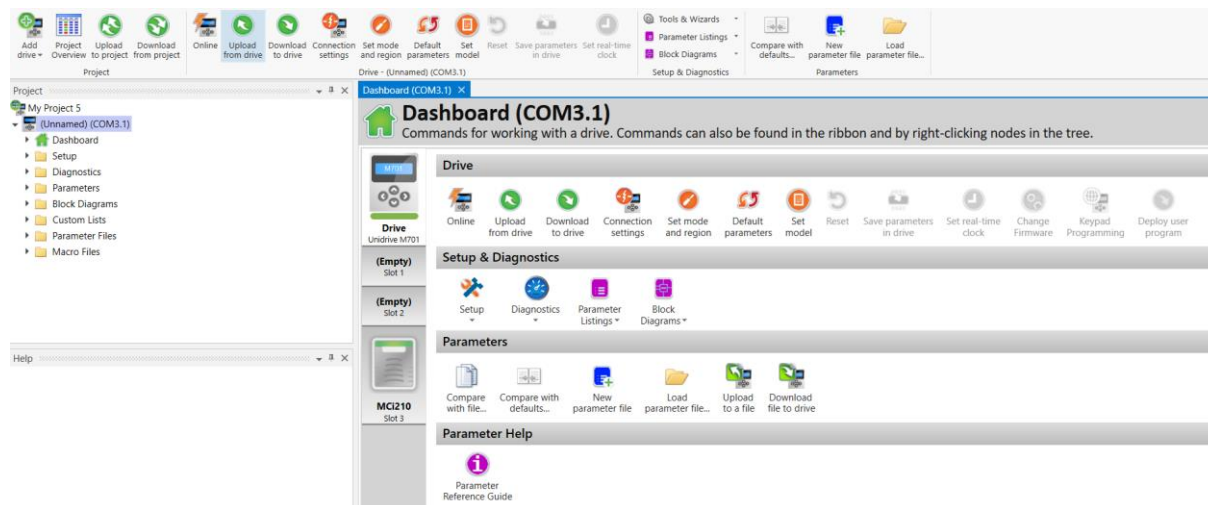 Add drive
Project Overview
Upload to project
Download from project
Online
Upload from drive
Download to drive
Connection settings
Set mode and region
Default parameters
Set model
Reset
Save parameters in drive
Set real-time clock
Tools & Wizards
Parameter Listings
Block Diagrams
Compare with defaults...
New parameter file
Load parameter file...
Project
Drive - (Unnamed) (COM3.1)
Setup & Diagnostics
Parameters
Project
My Project 5
(Unnamed) (COM3.1)
Dashboard
Setup
Diagnostics
Parameters
Block Diagrams
Custom Lists
Parameter Files
Macro Files
Help
Dashboard (COM3.1)
Dashboard (COM3.1)
Commands for working with a drive. Commands can also be found in the ribbon and by right-clicking nodes in the tree.
M701
Drive
Unidrive M701
(Empty)
Slot 1
(Empty)
Slot 2
MCi210
Slot 3
Drive
Online
Upload from drive
Download to drive
Connection settings
Set mode and region
Default parameters
Set model
Reset
Save parameters in drive
Set real-time clock
Change Firmware
Keypad Programming
Deploy user program
Setup & Diagnostics
Setup
Diagnostics
Parameter Listings
Block Diagrams
Parameters
Compare with file...
Compare with defaults...
New parameter file
Load parameter file...
Upload to a file
Download file to drive
Parameter Help
Parameter Reference Guide